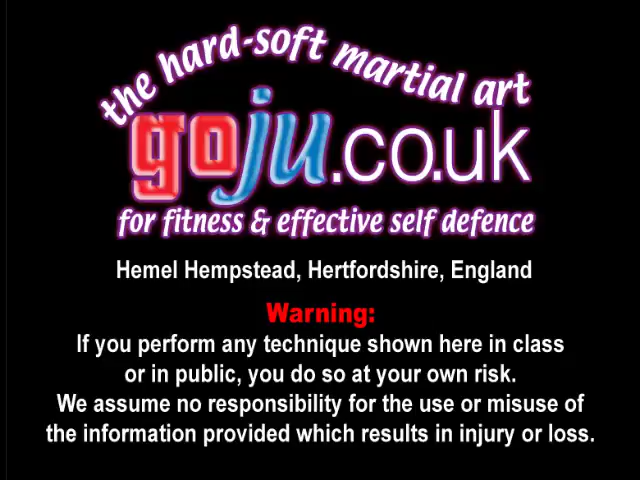 the hard-soft martial art
goju.co.uk
for fitness & effective self defence
Hemel Hempstead, Hertfordshire, England
Warning:
If you perform any technique shown here in class
or in public, you do so at your own risk.
We assume no responsibility for the use or misuse of
the information provided which results in injury or loss.